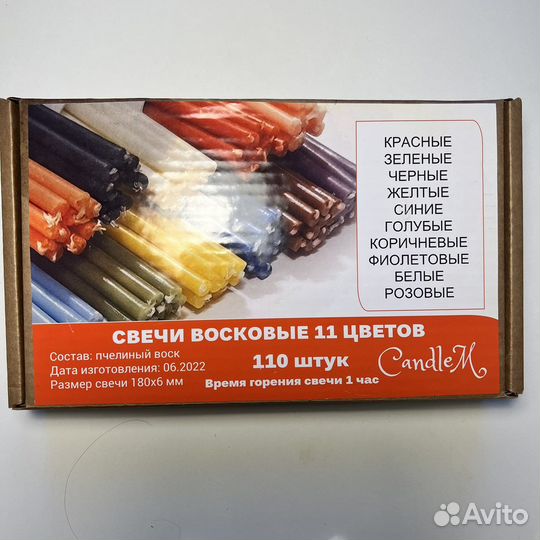 КРАСНЫЕ
ЗЕЛЕНЫЕ
ЧЕРНЫЕ
ЖЕЛТЫЕ
СИНИЕ
ГОЛУБЫЕ
КОРИЧНЕВЫЕ
ФИОЛЕТОВЫЕ
БЕЛЫЕ
РОЗОВЫЕ
СВЕЧИ ВОСКОВЫЕ 11 ЦВЕТОВ
Состав: пчелиный воск
Дата изготовления: 06.2022
Размер свечи 180х6 мм
110 штук
Время горения свечи 1 час
CandleM
Avito